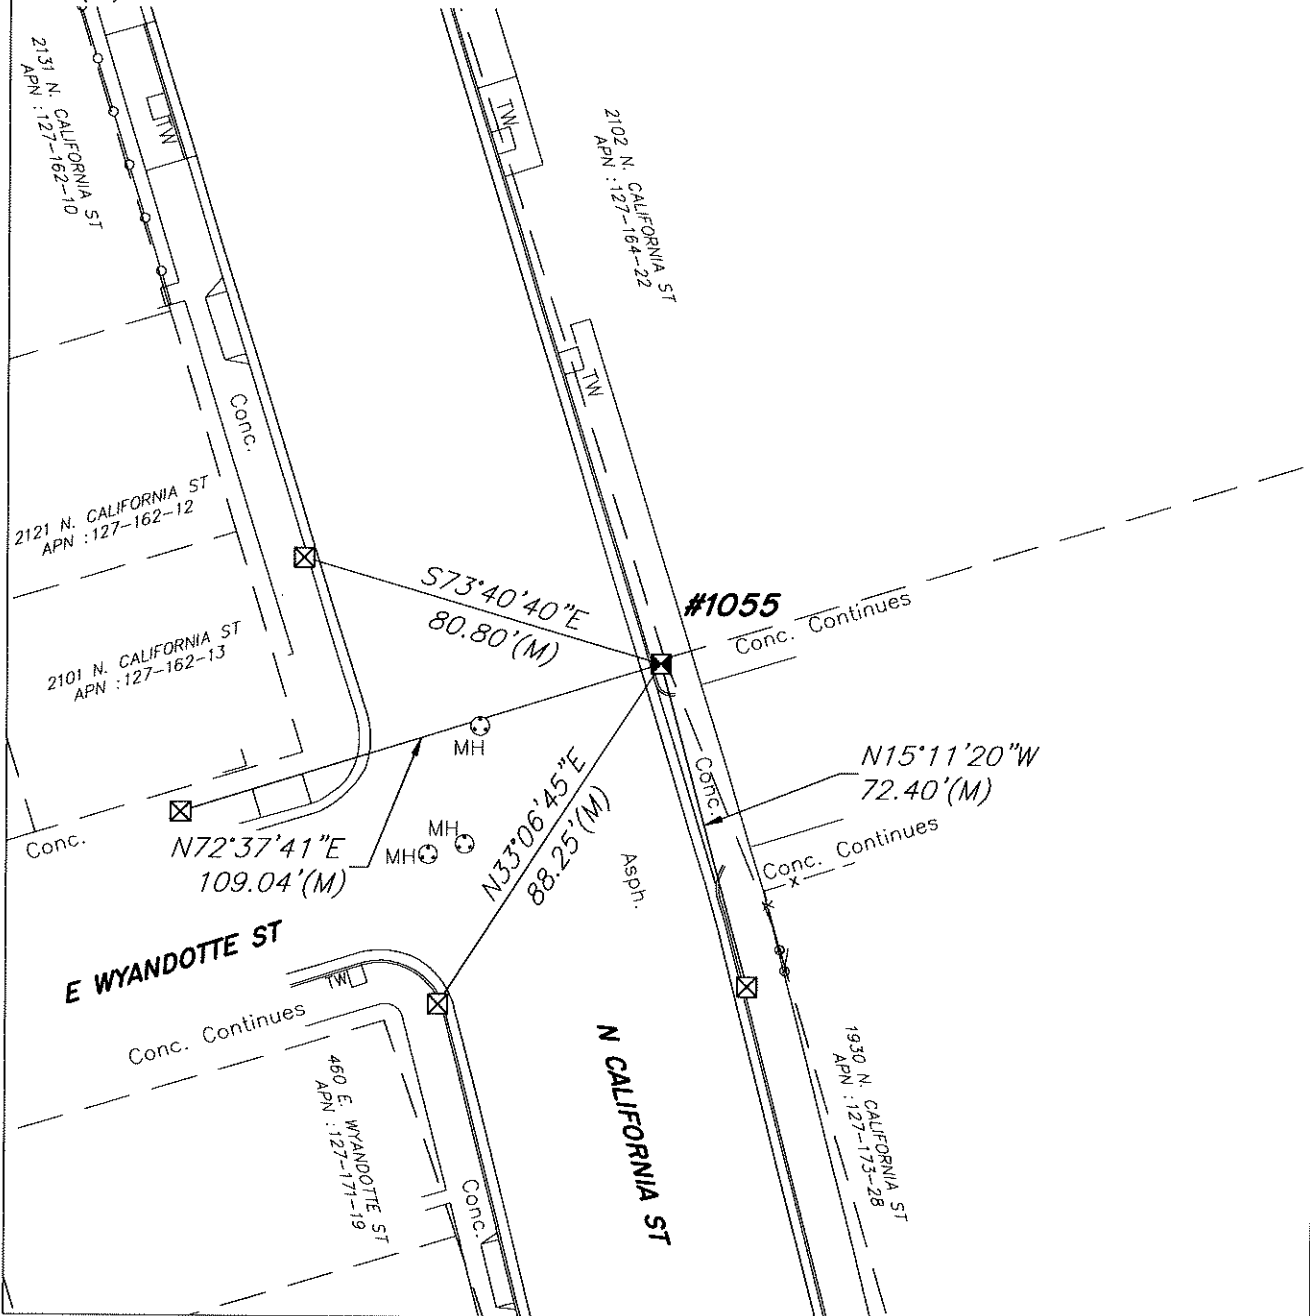 2131 N. CALIFORNIA ST
APN :127-162-10
TW
TW
2102 N. CALIFORNIA ST
APN :127-164-22
TW
Conc.
2121 N. CALIFORNIA ST
APN :127-162-12
S73°40'40"E
80.80'(M)
#1055
Conc. Continues
2101 N. CALIFORNIA ST
APN :127-162-13
MH
N15°11'20"W
72.40'(M)
Conc.
N33°06'45"E
88.25'(M)
MH
MH
Conc.
N72°37'41"E
109.04'(M)
Asph.
Conc. Continues
E WYANDOTTE ST
TW
Conc. Continues
N CALIFORNIA ST
460 E. WYANDOTTE ST
APN :127-171-19
1930 N. CALIFORNIA ST
APN :127-173-28
Conc.